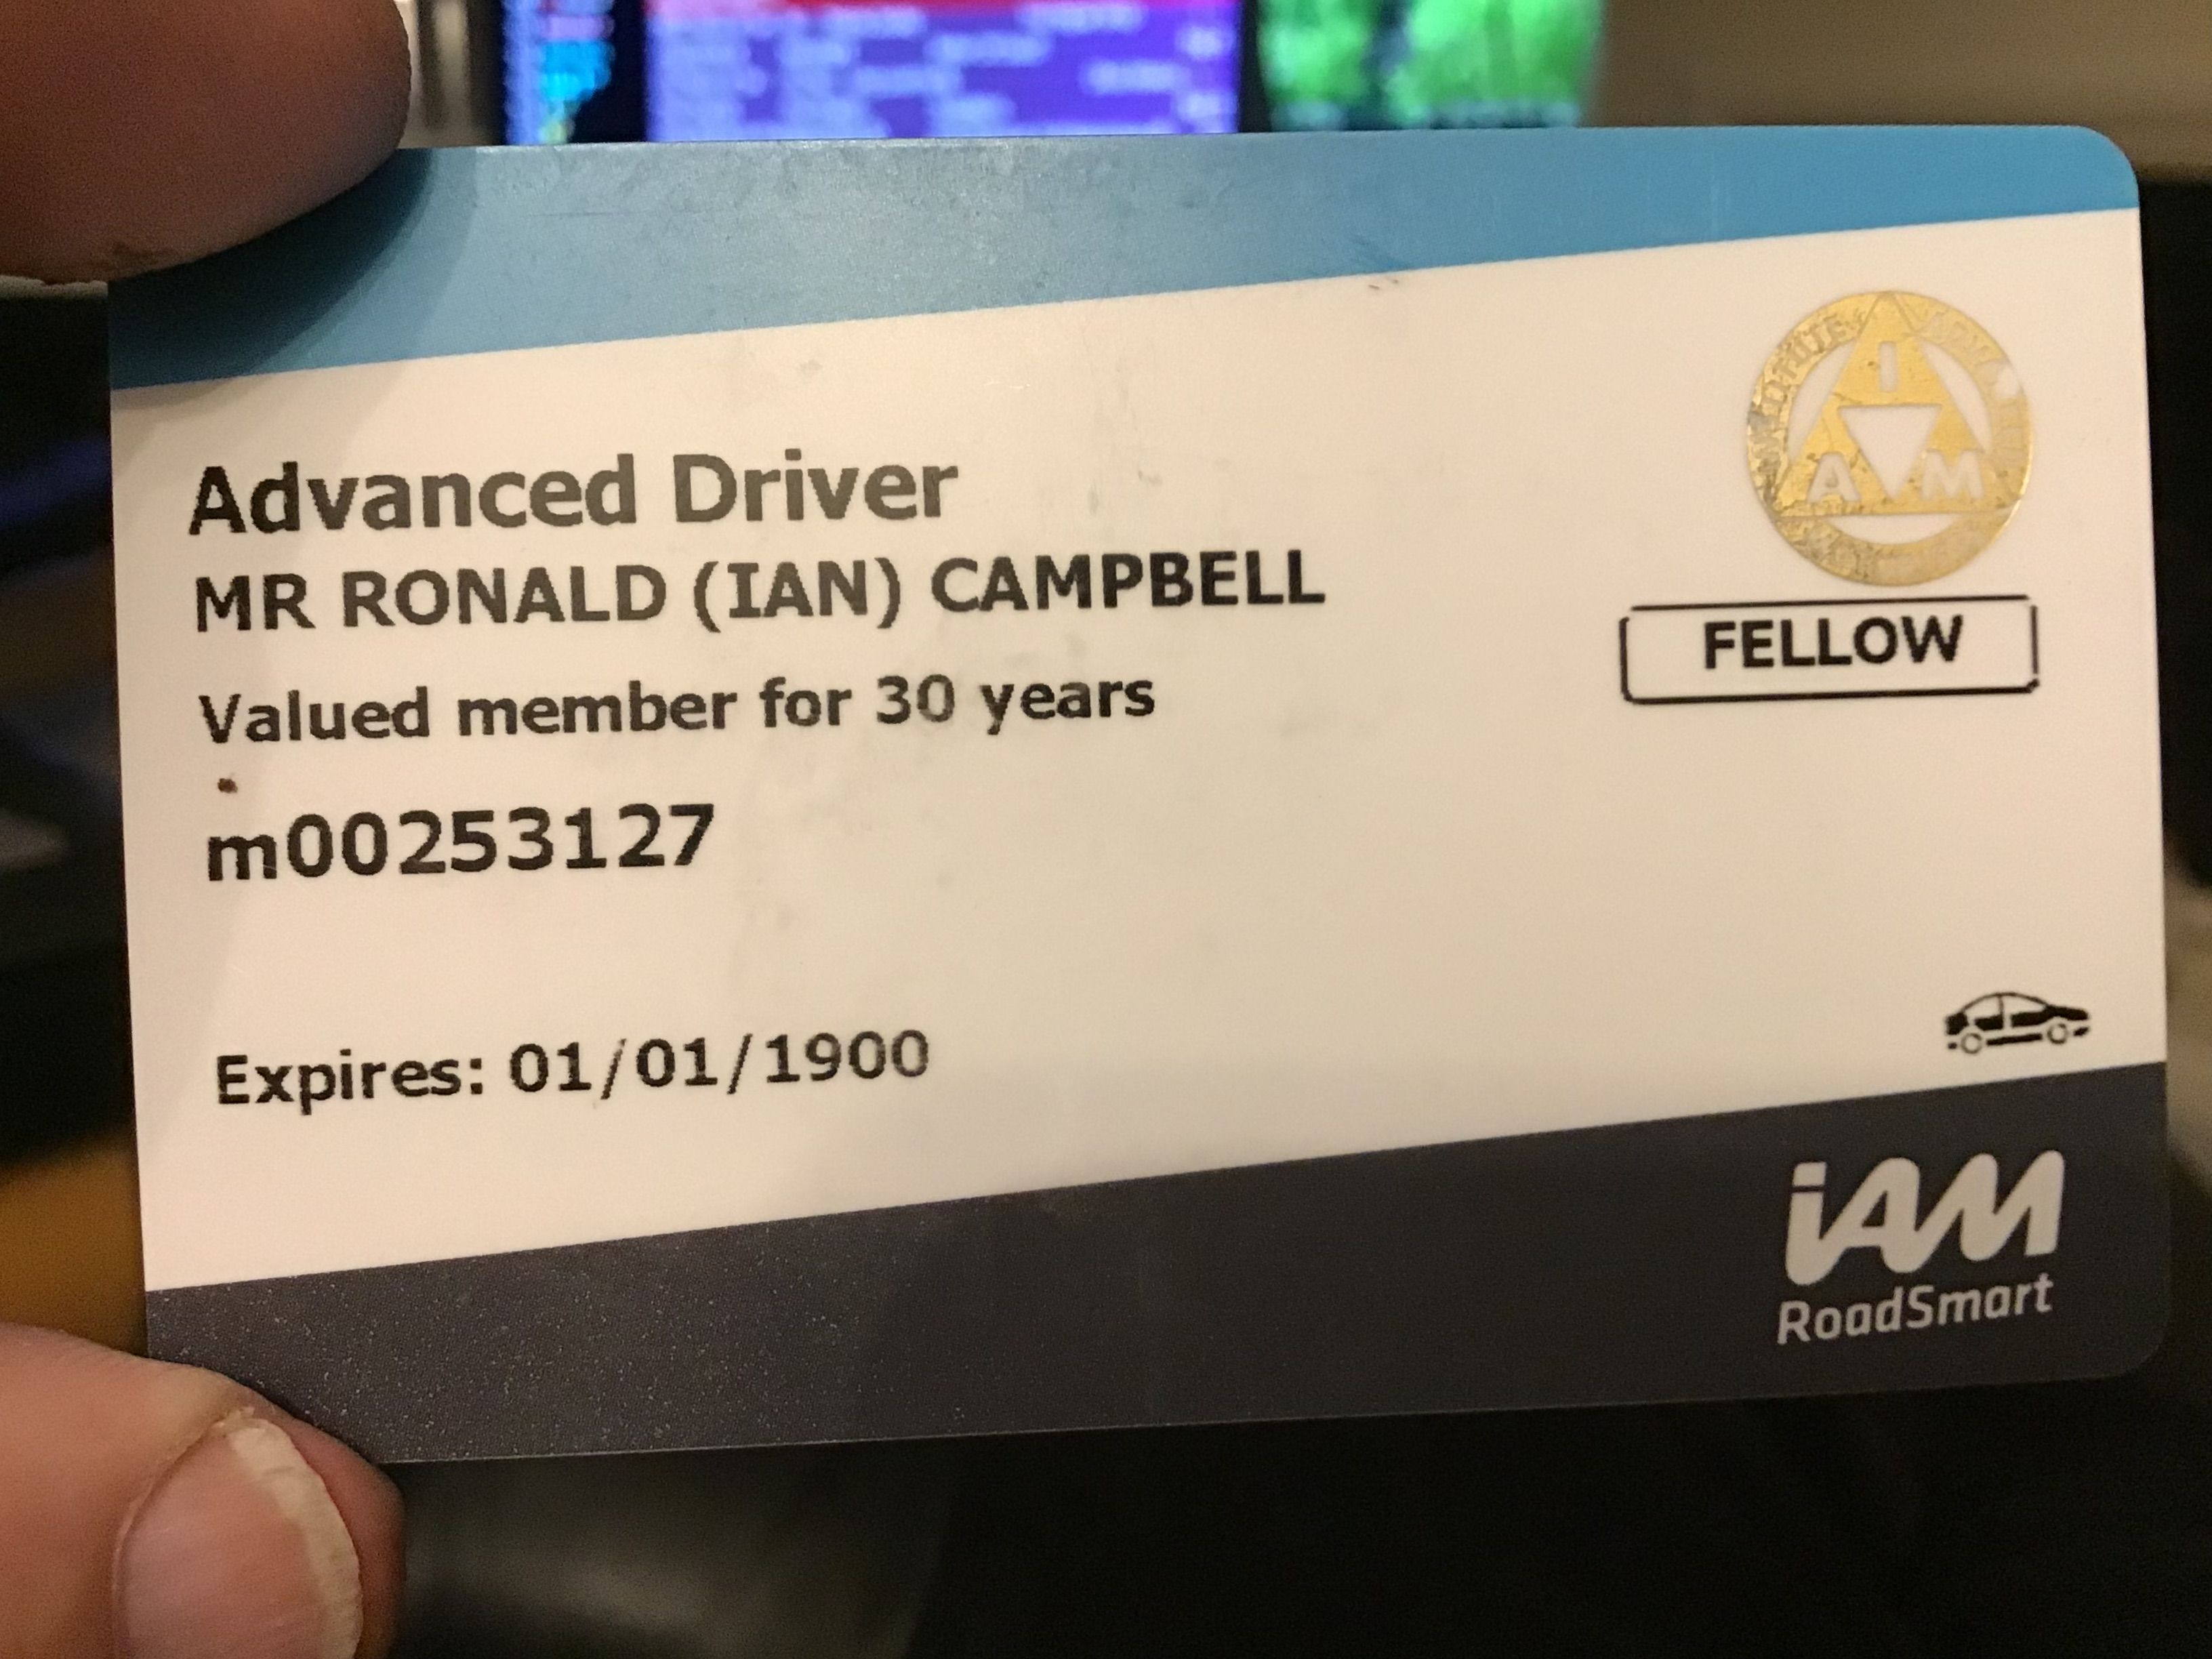 Advanced Driver
MR RONALD (IAN) CAMPBELL
Valued member for 30 years
m00253127
Expires: 01/01/1900
I
A M
FELLOW
iAM
RoadSmart